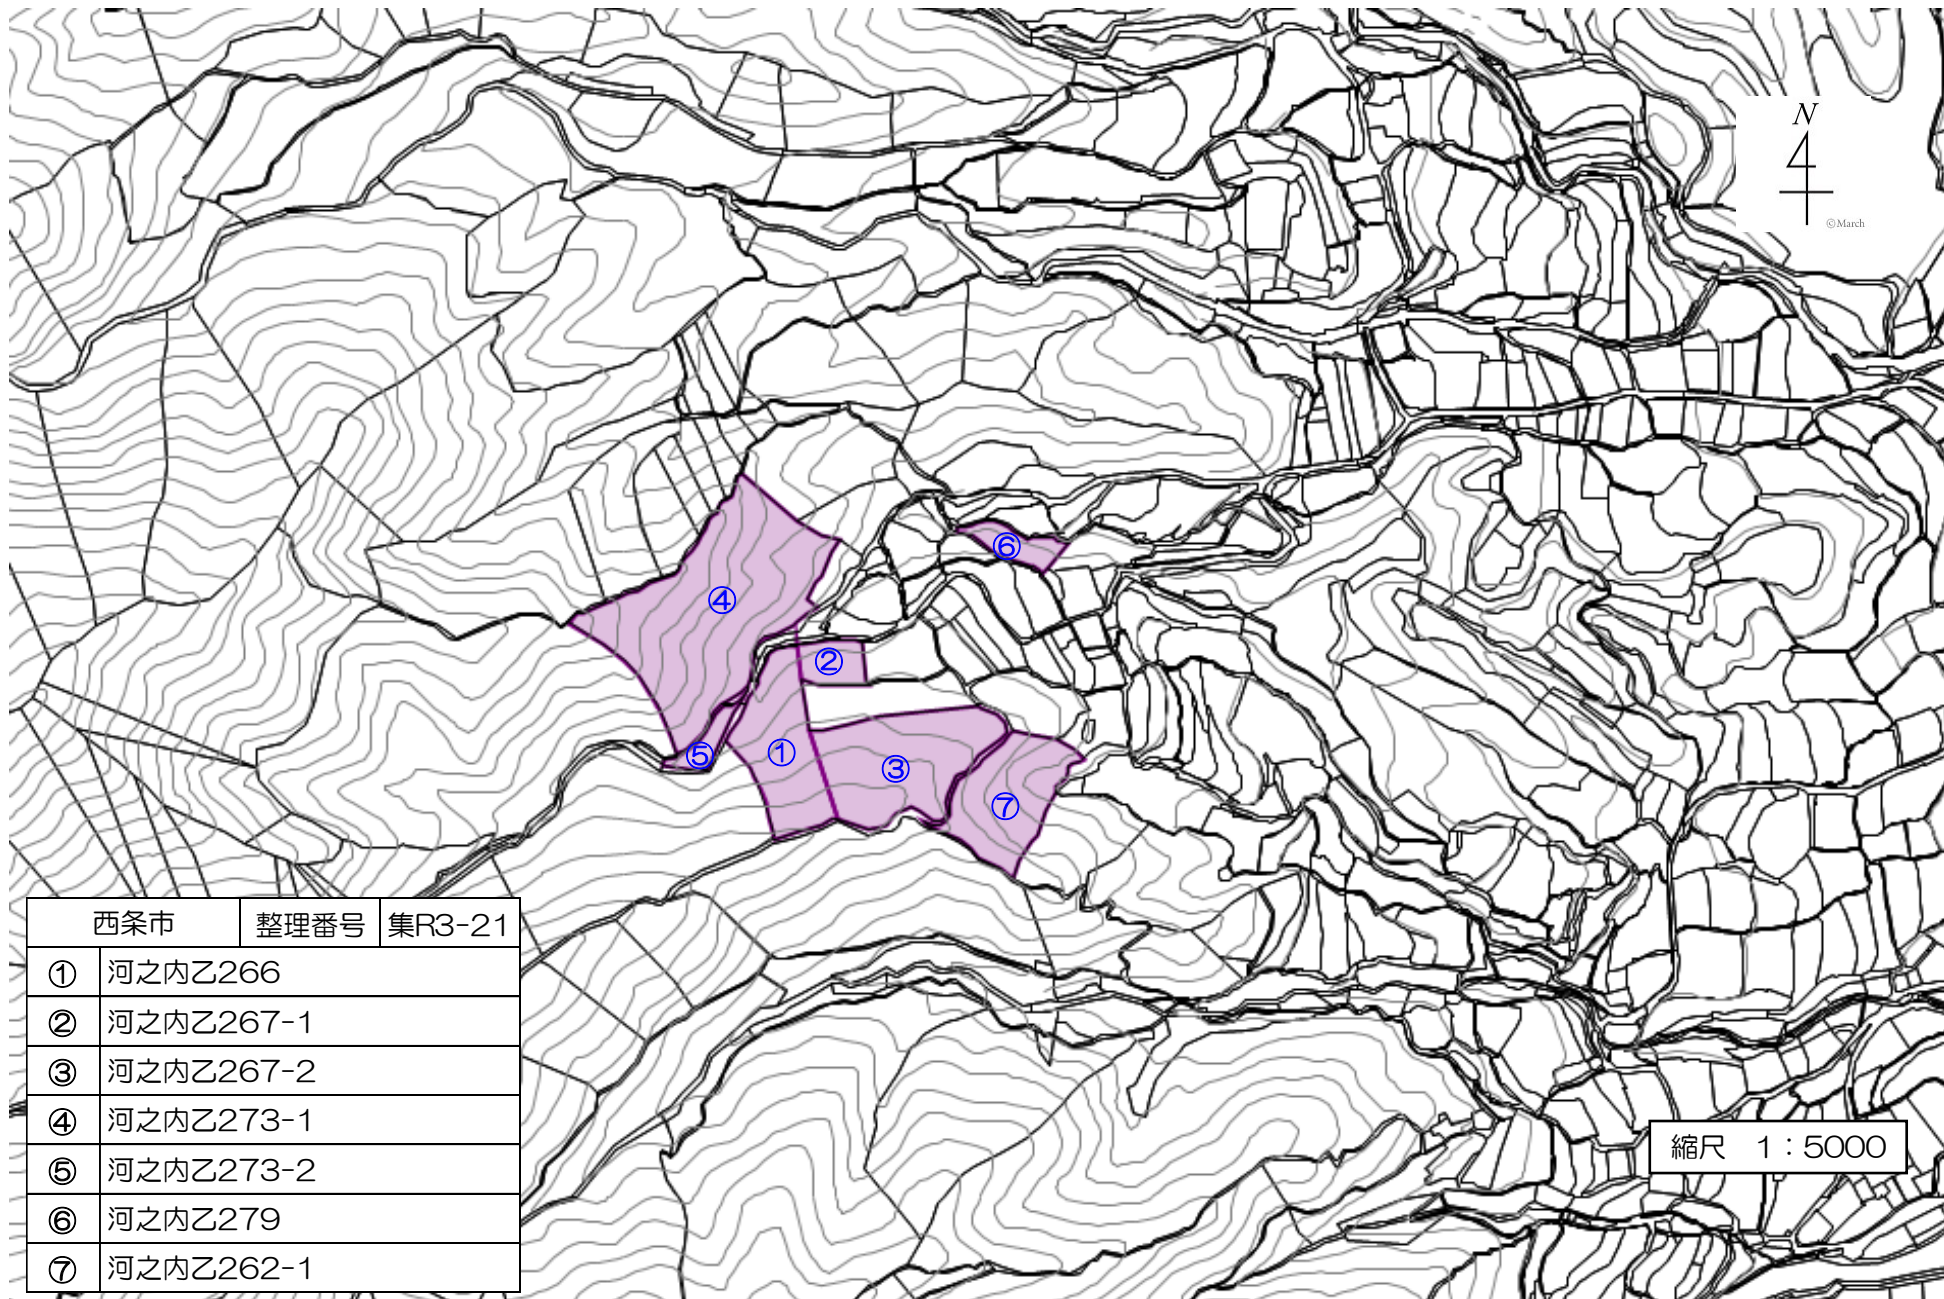 N
©March
④
⑥
②
⑤
①
③
⑦
西条市 整理番号 集R3-21
① 河之内乙266
② 河之内乙267-1
③ 河之内乙267-2
④ 河之内乙273-1
⑤ 河之内乙273-2
⑥ 河之内乙279
⑦ 河之内乙262-1
縮尺 1：5000